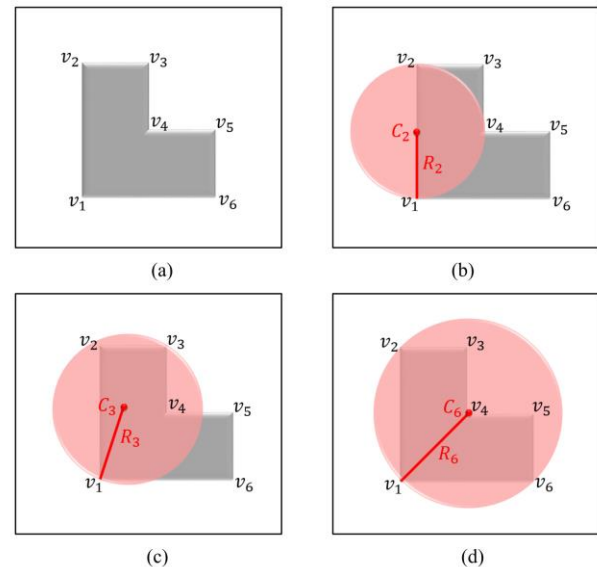 v₂ v₃
v₄ v₅
v₁ v₆
(a)
v₂ v₃
C₂ v₄ v₅
R₂
v₁ v₆
(b)
v₂ v₃
C₃ v₄ v₅
R₃
v₁ v₆
(c)
v₂ v₃
C₆ v₄ v₅
R₆
v₁ v₆
(d)